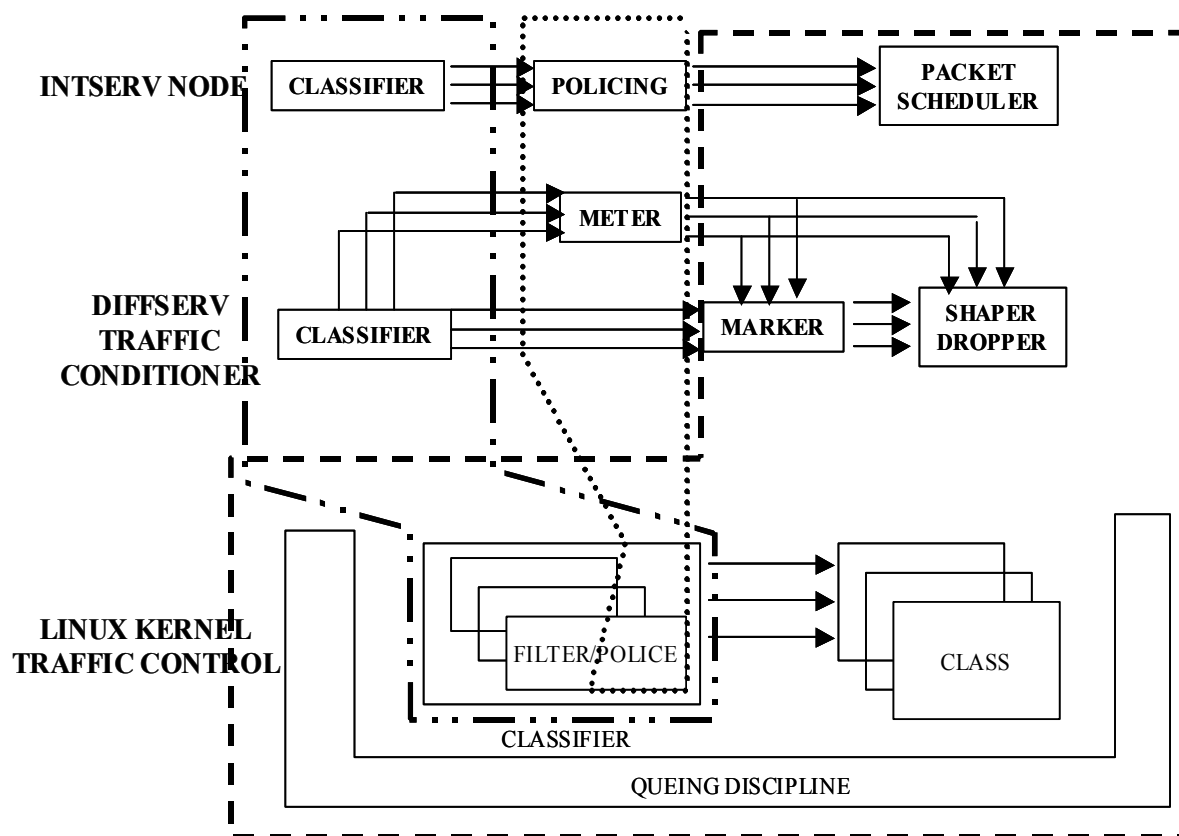 INTSERV NODE
CLASSIFIER
POLICING
PACKET
SCHEDULER
METER
DIFFSERV
TRAFFIC
CONDITIONER
CLASSIFIER
MARKER
SHAPER
DROPPER
LINUX KERNEL
TRAFFIC CONTROL
FILTER/POLICE
CLASS
CLASSIFIER
QUEING DISCIPLINE